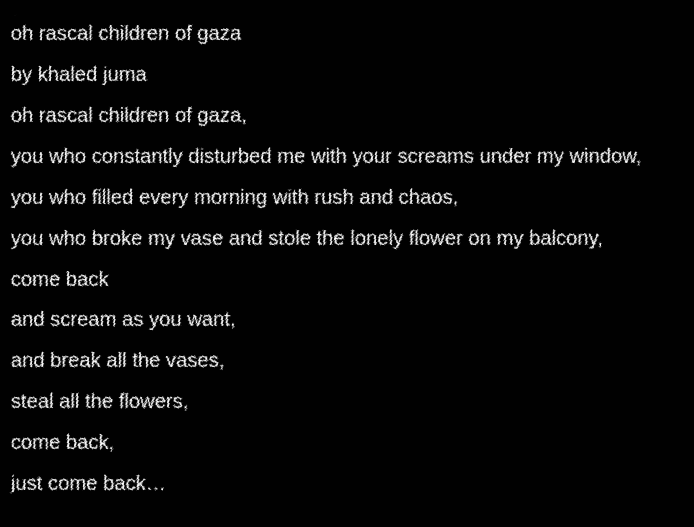 oh rascal children of gaza
by khaled juma
oh rascal children of gaza,
you who constantly disturbed me with your screams under my window,
you who filled every morning with rush and chaos,
you who broke my vase and stole the lonely flower on my balcony,
come back
and scream as you want,
and break all the vases,
steal all the flowers,
come back,
just come back…